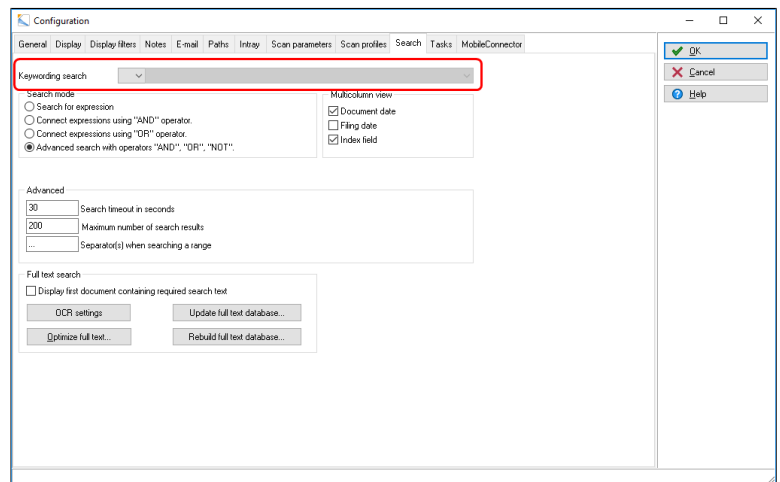 Configuration
General Display Display filters Notes E-mail Paths Intray Scan parameters Scan profiles Search Tasks MobileConnector
OK
Cancel
Help
Keywording search
Search mode
Search for expression
Connect expressions using "AND" operator.
Connect expressions using "OR" operator.
Advanced search with operators "AND", "OR", "NOT".
Multicolumn view
Document date
Filing date
Index field
Advanced
30 Search timeout in seconds
200 Maximum number of search results
... Separator(s) when searching a range
Full text search
Display first document containing required search text
OCR settings Update full text database...
Optimize full text... Rebuild full text database...